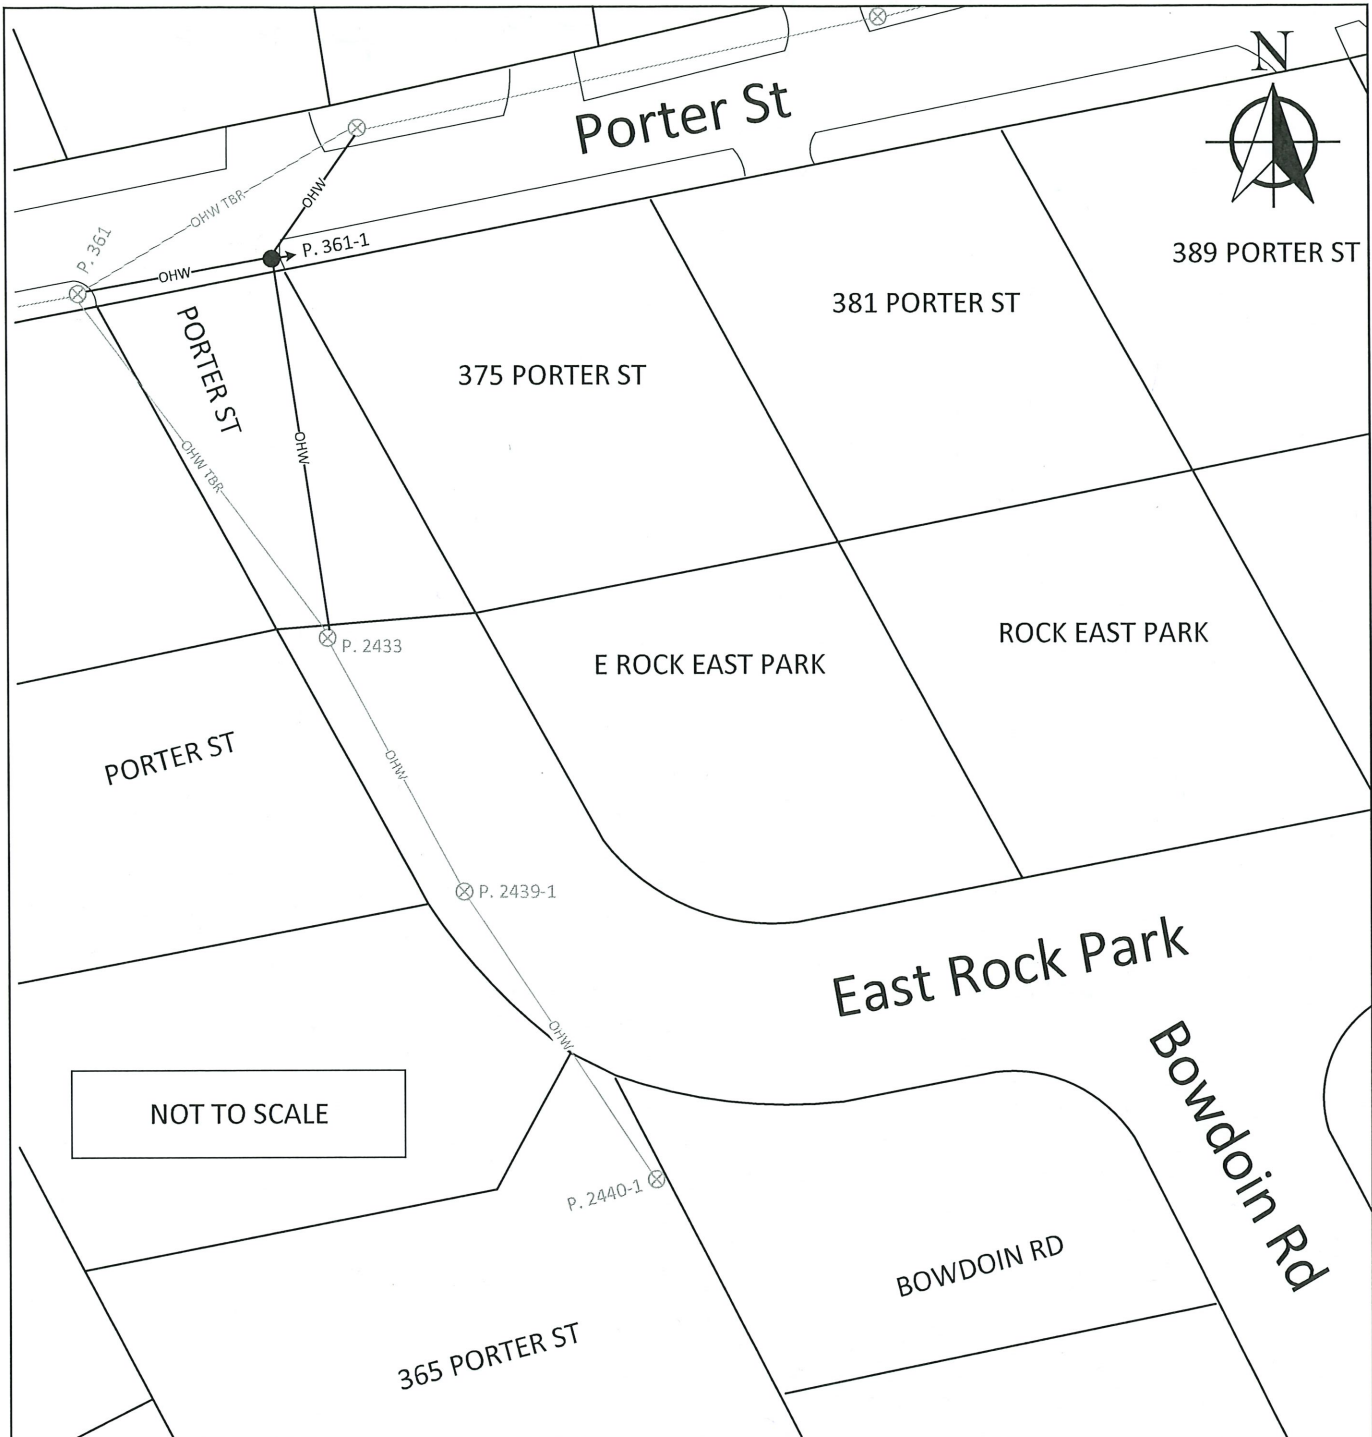 N
Porter St
OHW TBR
OHW
P. 361
P. 361-1
OHW
389 PORTER ST
381 PORTER ST
PORTER ST
375 PORTER ST
OHW
OHW TBR
P. 2433
ROCK EAST PARK
E ROCK EAST PARK
PORTER ST
OHW
P. 2439-1
East Rock Park
OHW
Bowdoin Rd
NOT TO SCALE
P. 2440-1
BOWDOIN RD
365 PORTER ST